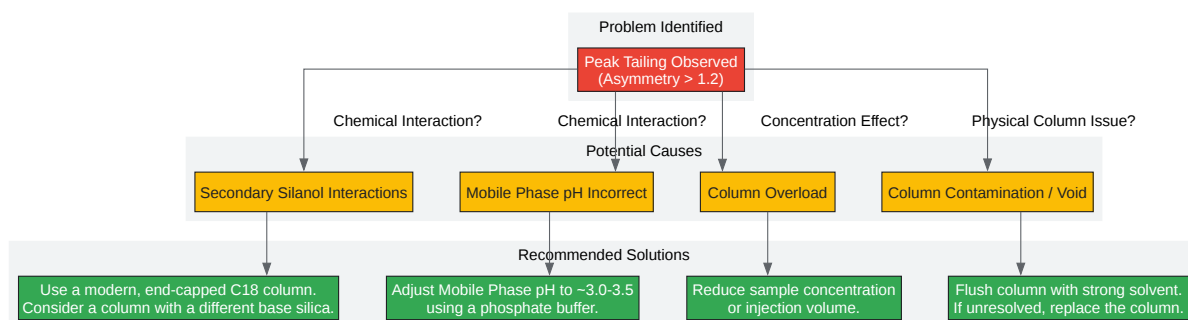 Problem Identified
Peak Tailing Observed
(Asymmetry > 1.2)
Chemical Interaction?
Chemical Interaction?
Concentration Effect?
Physical Column Issue?
Potential Causes
Secondary Silanol Interactions
Mobile Phase pH Incorrect
Column Overload
Column Contamination / Void
Recommended Solutions
Use a modern, end-capped C18 column.
Consider a column with a different base silica.
Adjust Mobile Phase pH to ~3.0-3.5
using a phosphate buffer.
Reduce sample concentration
or injection volume.
Flush column with strong solvent.
If unresolved, replace the column.